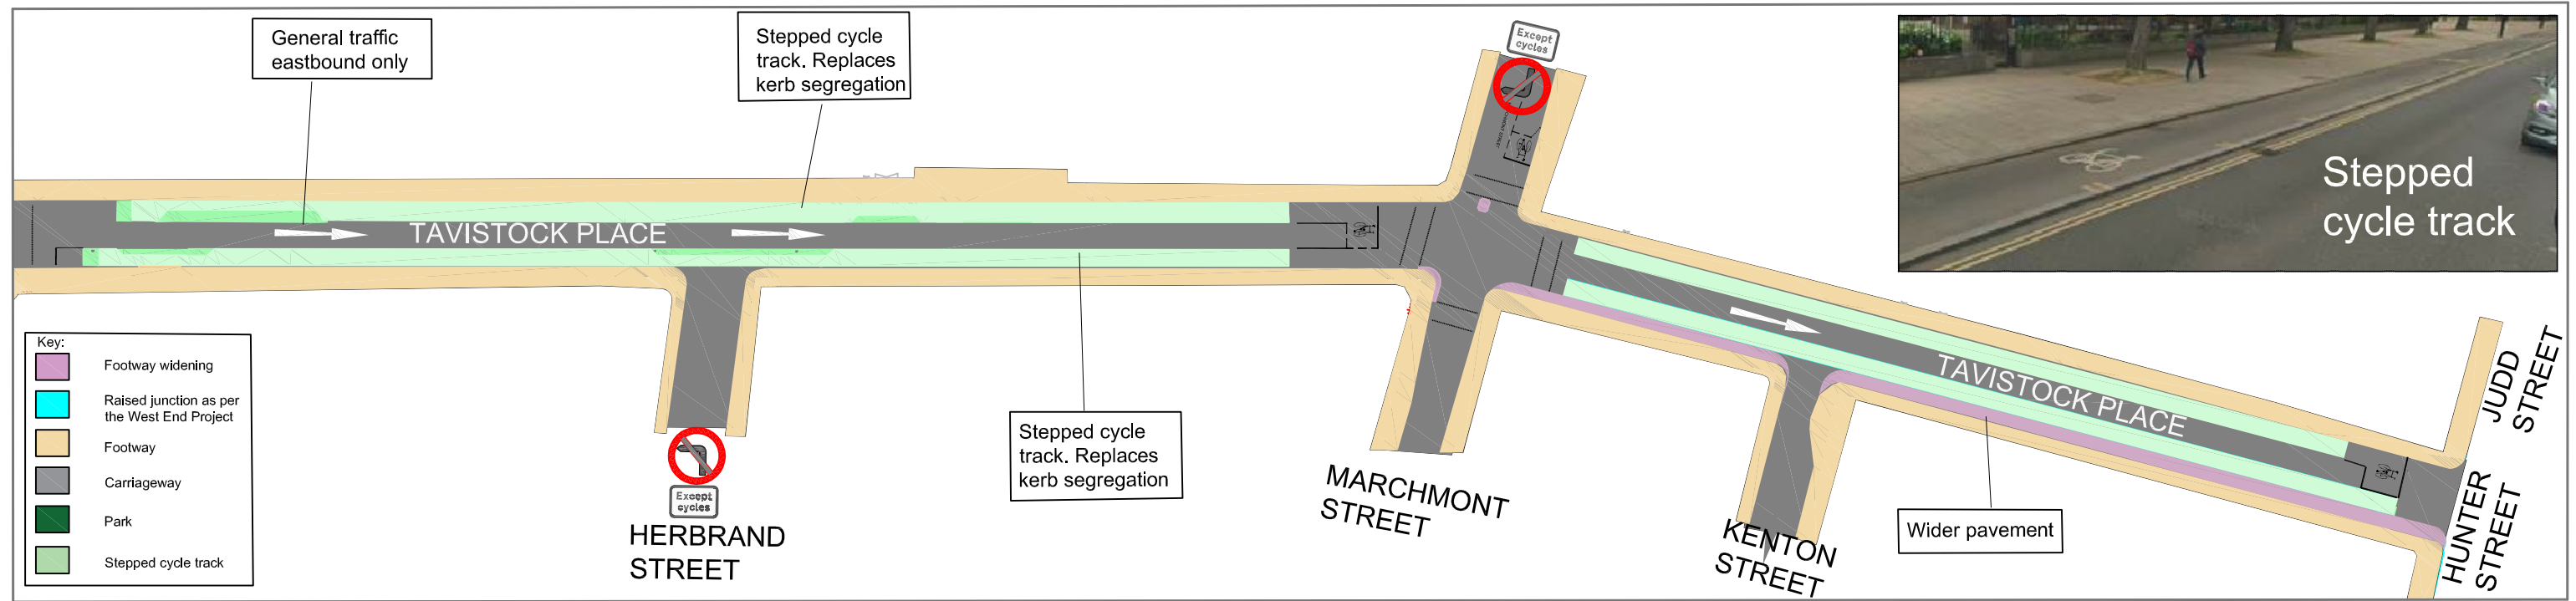 General traffic
eastbound only
Stepped cycle
track. Replaces
kerb segregation
Except
cycles
Stepped
cycle track
TAVISTOCK PLACE
TAVISTOCK PLACE
JUDD
STREET
HUNTER
STREET
Key:
Footway widening
Raised junction as per
the West End Project
Footway
Carriageway
Park
Stepped cycle track
Except
cycles
HERBRAND
STREET
Stepped cycle
track. Replaces
kerb segregation
MARCHMONT
STREET
KENTON
STREET
Wider pavement